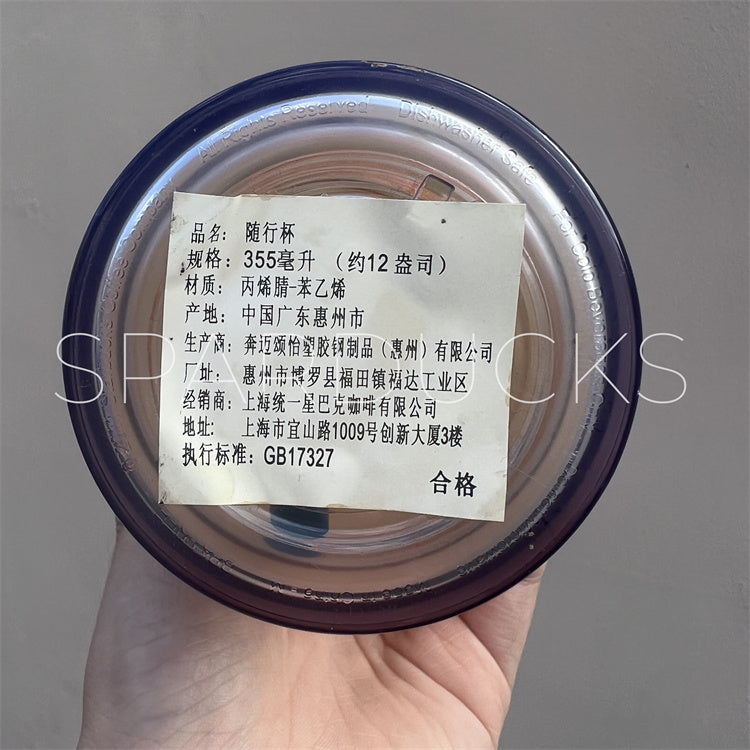 All Rights Reserved Dishwasher Safe
品名: 随行杯
规格: 355毫升 (约12盎司)
材质: 丙烯腈-苯乙烯
产地: 中国广东惠州市
生产商: 奔迈颂怡塑胶钢制品(惠州)有限公司
厂址: 惠州市博罗县福田镇福达工业区
经销商: 上海统一星巴克咖啡有限公司
地址: 上海市宜山路1009号创新大厦3楼
执行标准: GB17327
合格
SPARDUCKS